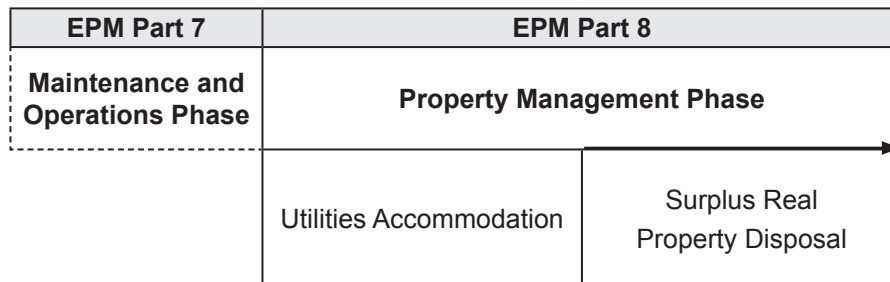 EPM Part 7
EPM Part 8
Maintenance and
Operations Phase
Property Management Phase
Utilities Accommodation
Surplus Real
Property Disposal